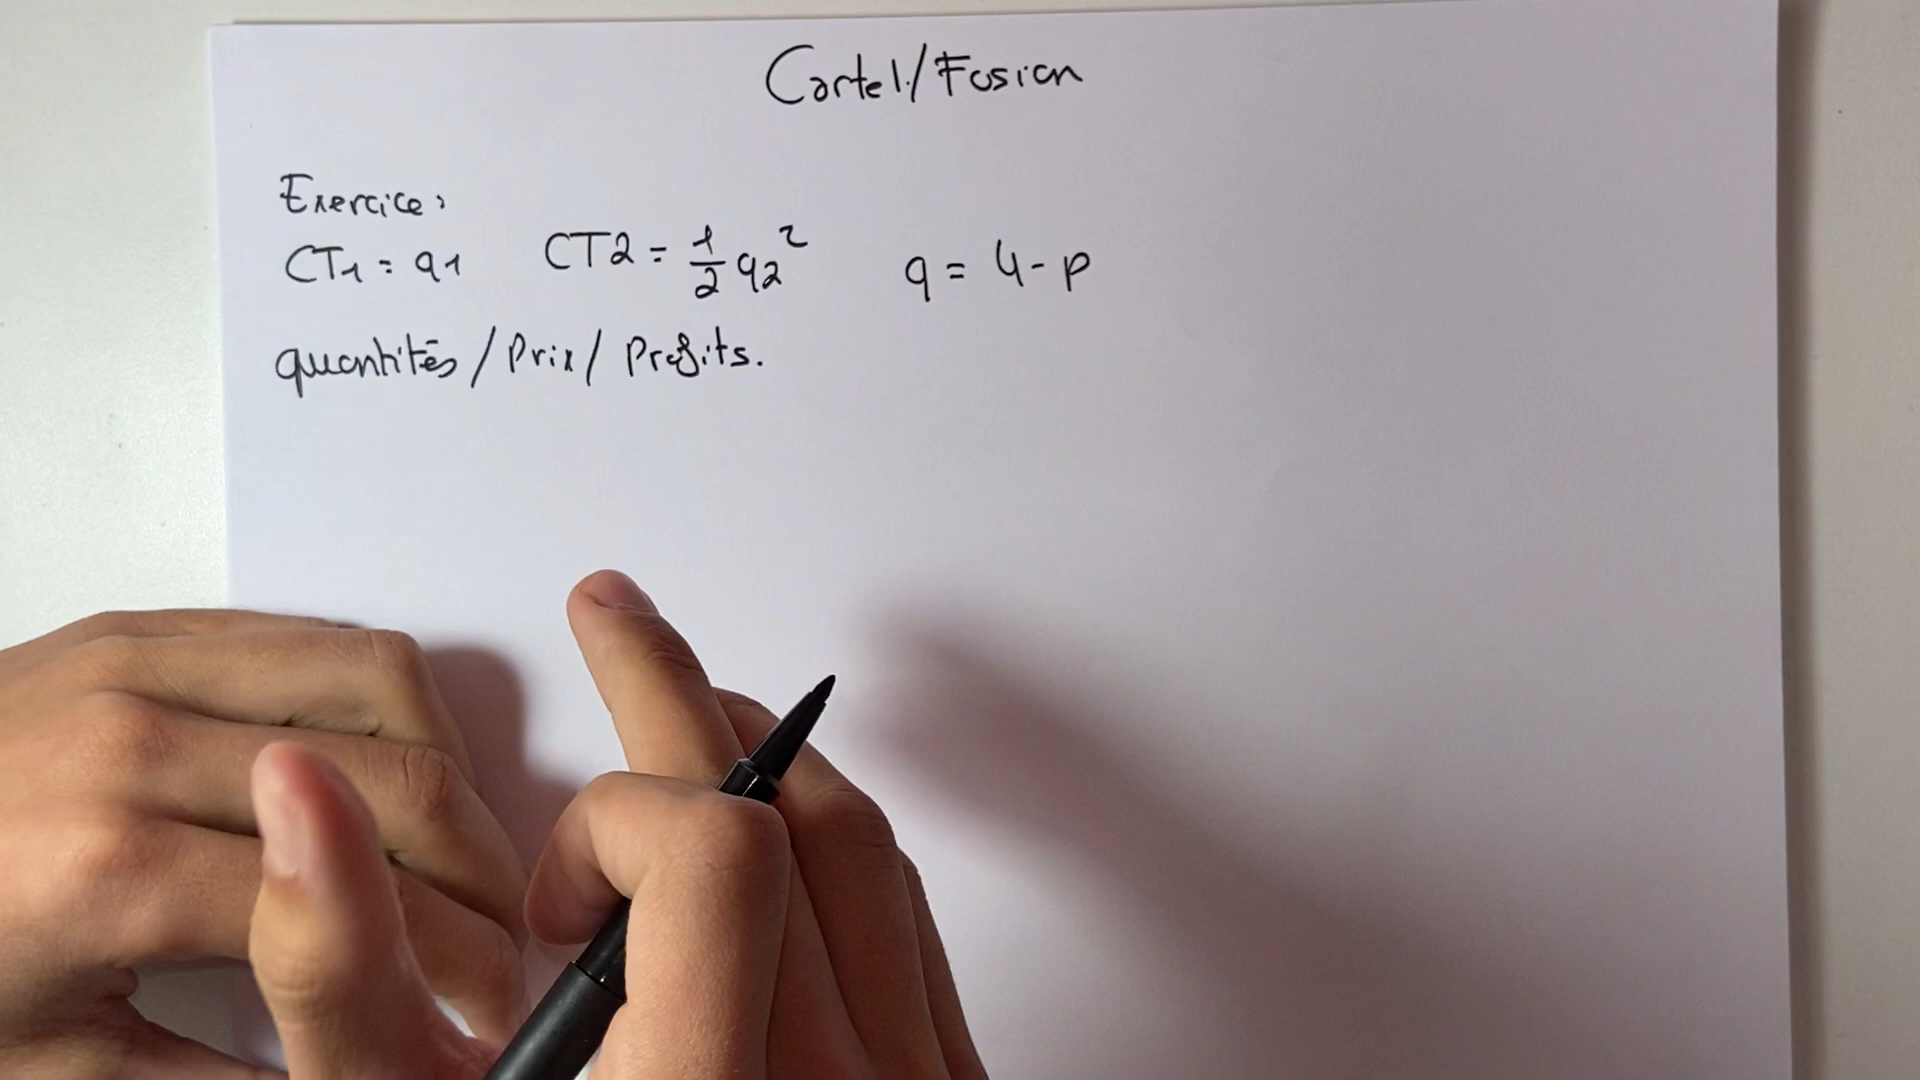 Cartel/Fusion
Exercice:
CT1 = q1 CT2 = 1/2 q2² q = 4 - p
quantités/Prix/Profits.